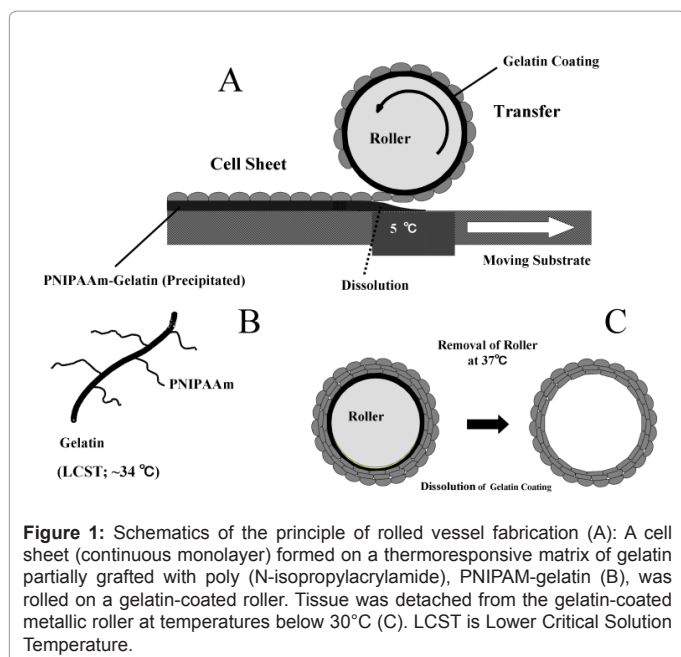 A
Gelatin Coating
Transfer
Roller
Cell Sheet
5 °C
PNIPAAm-Gelatin (Precipitated)
Dissolution
Moving Substrate
B
PNIPAAm
Gelatin
(LCST; ~34 °C)
C
Removal of Roller
at 37°C
Roller
Dissolution of Gelatin Coating
Figure 1: Schematics of the principle of rolled vessel fabrication (A): A cell
sheet (continuous monolayer) formed on a thermoresponsive matrix of gelatin
partially grafted with poly (N-isopropylacrylamide), PNIPAM-gelatin (B), was
rolled on a gelatin-coated roller. Tissue was detached from the gelatin-coated
metallic roller at temperatures below 30°C (C). LCST is Lower Critical Solution
Temperature.